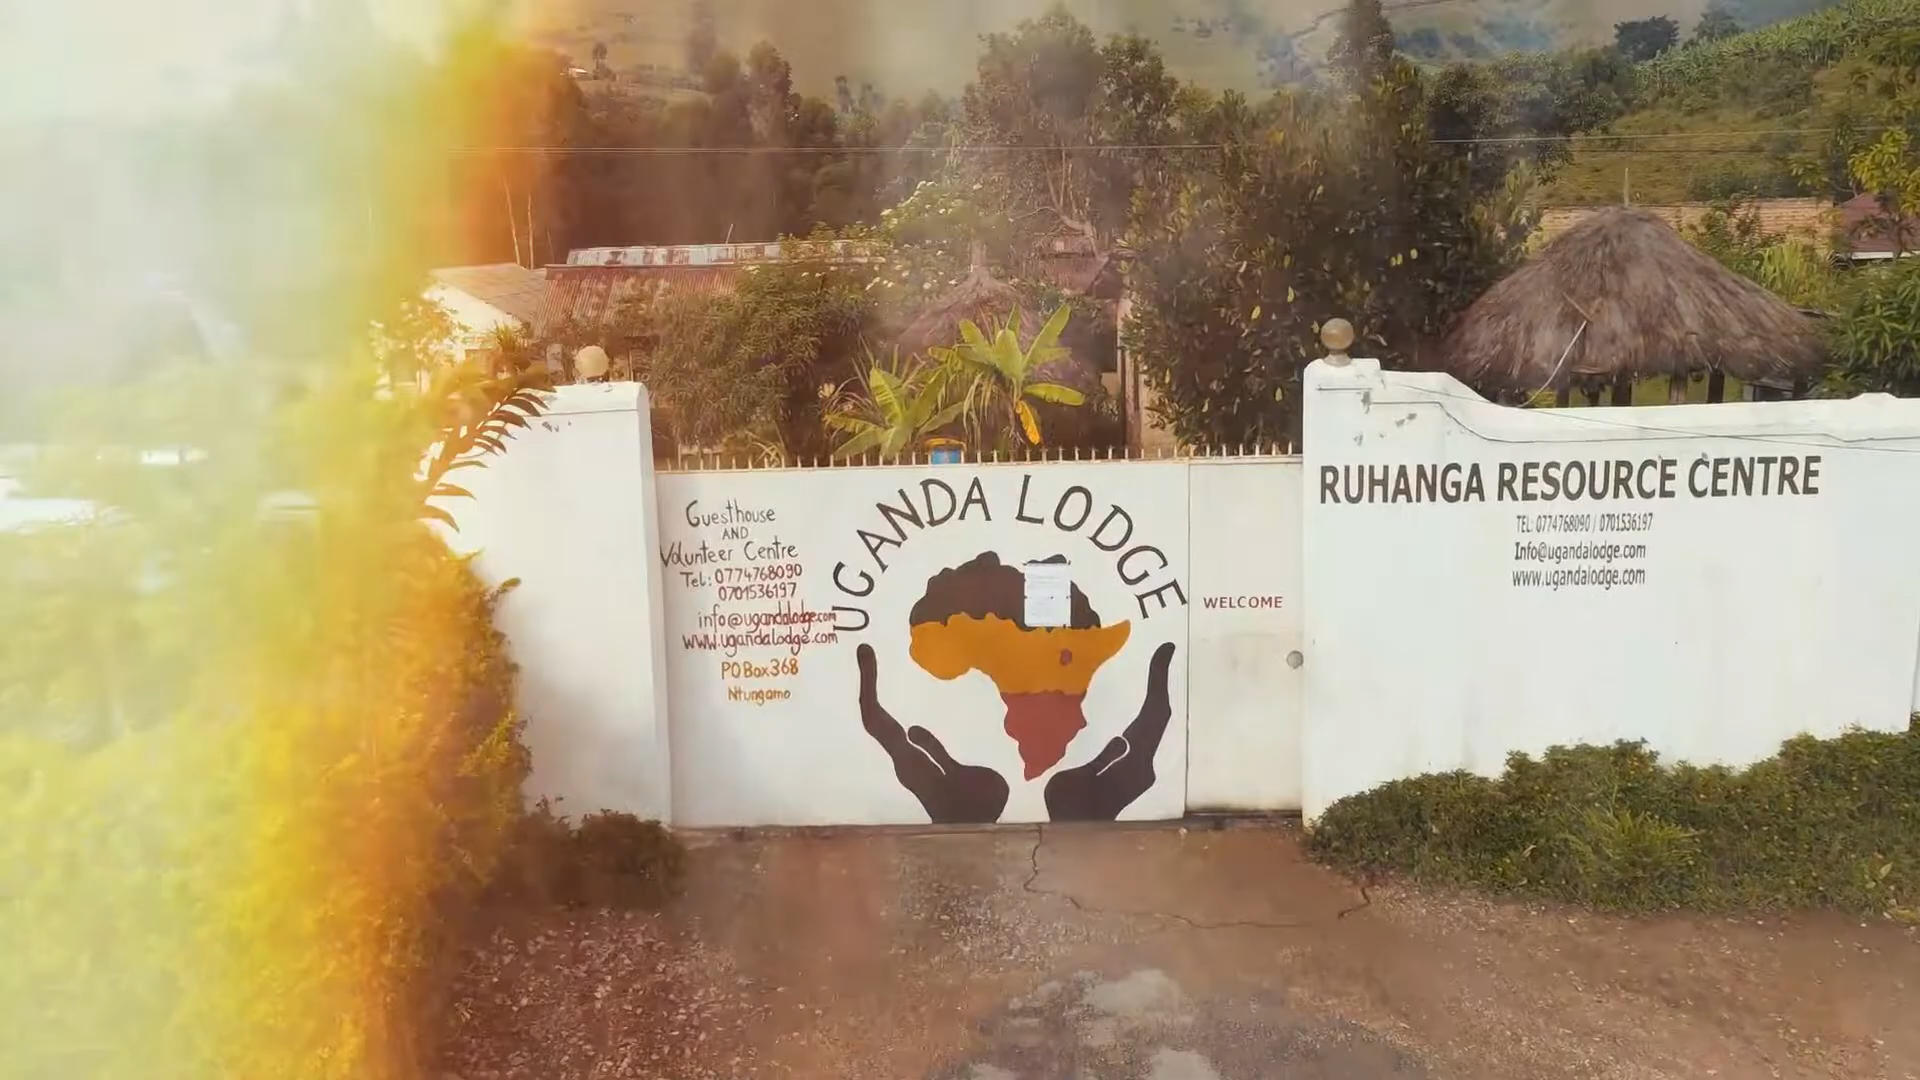 Guesthouse
AND
Volunteer Centre
Tel: 0774768090
0701536197
info@ugandalodge.com
www.ugandalodge.com
PO Box 368
Ntungamo
UGANDA LODGE
WELCOME
RUHANGA RESOURCE CENTRE
TEL: 0774768090 / 0701536197
Info@ugandalodge.com
www.ugandalodge.com